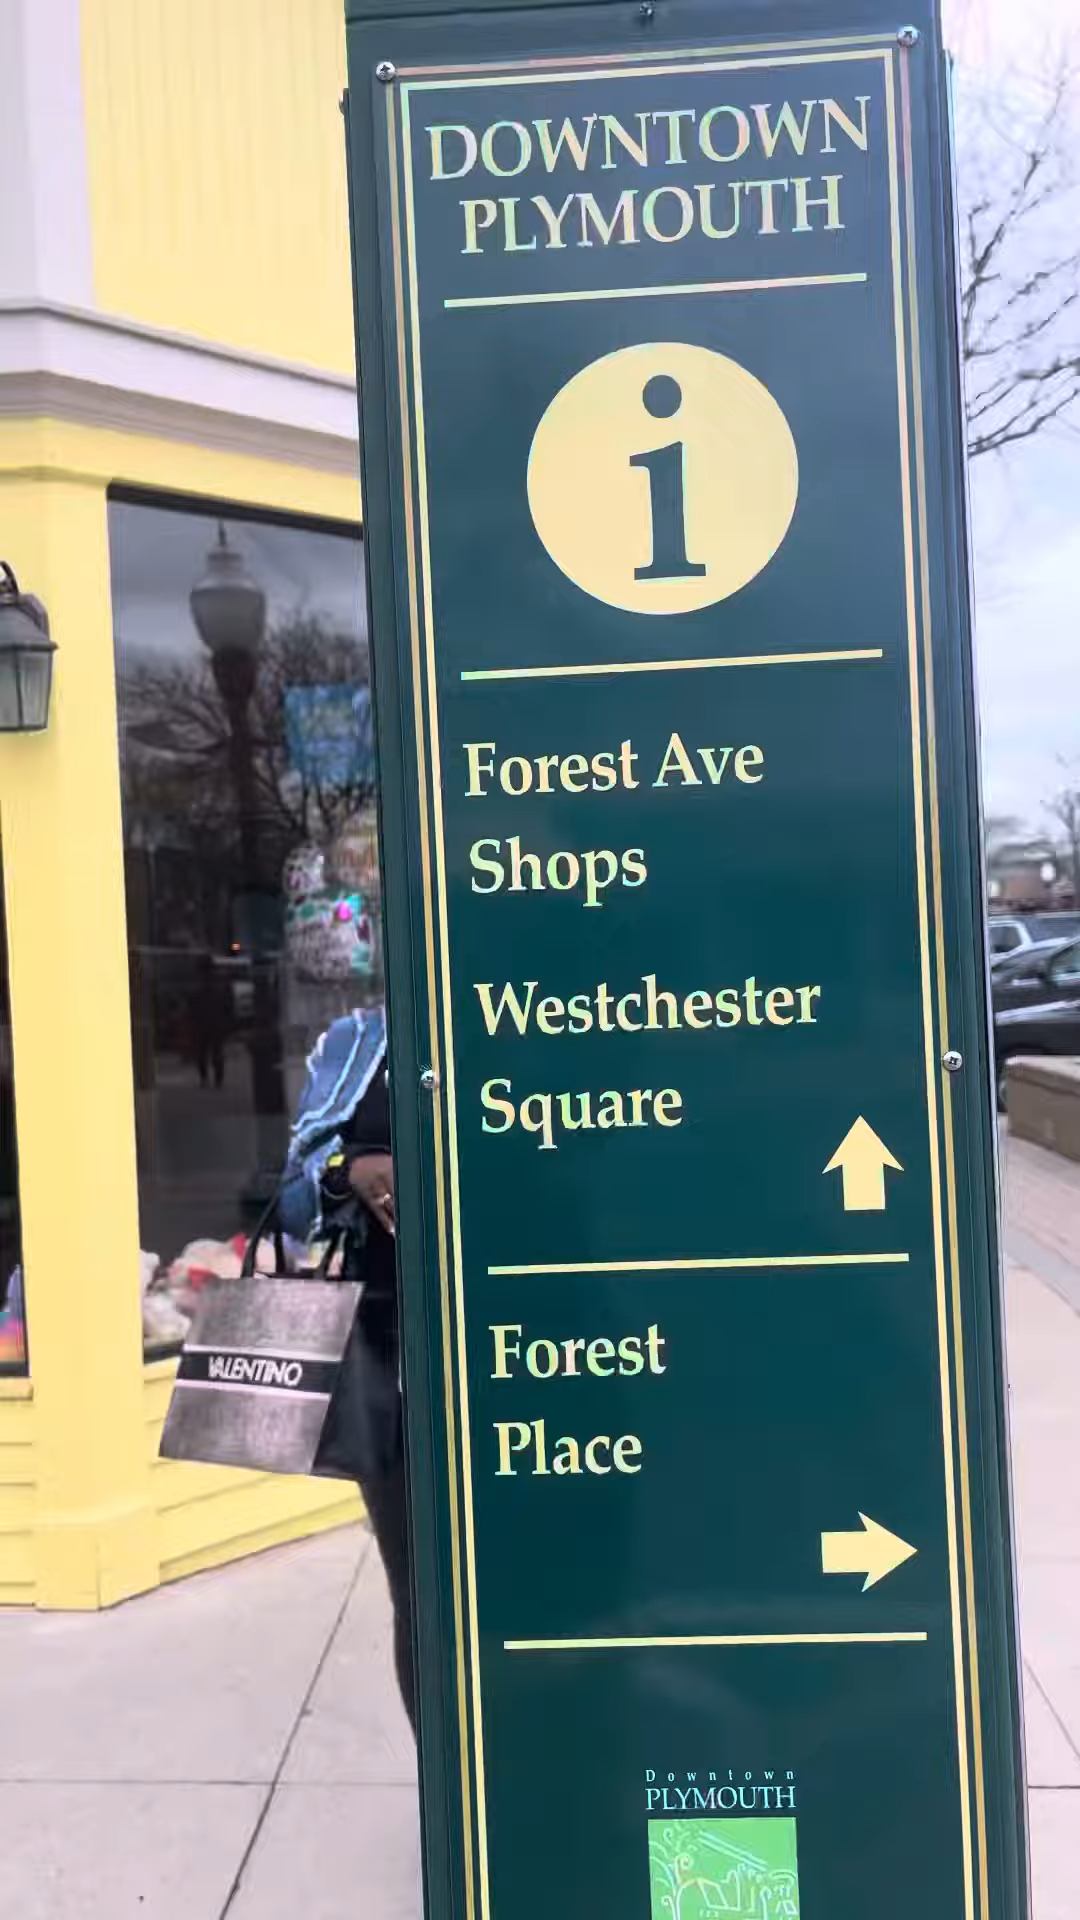 DOWNTOWN
PLYMOUTH
i
Forest Ave
Shops
Westchester
Square
Forest
Place
Downtown
PLYMOUTH
VALENTINO